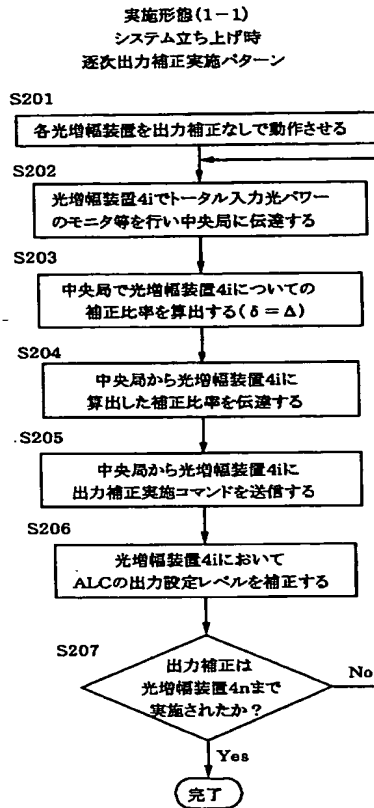 実施形態(1-1)
システム立ち上げ時
逐次出力補正実施パターン
S201
各光増幅装置を出力補正なしで動作させる
S202
光増幅装置4iでトータル入力光パワー
のモニタ等を行い中央局に伝達する
S203
中央局で光増幅装置4iについての
補正比率を算出する(δ=Δ)
S204
中央局から光増幅装置4iに
算出した補正比率を伝達する
S205
中央局から光増幅装置4iに
出力補正実施コマンドを送信する
S206
光増幅装置4iにおいて
ALCの出力設定レベルを補正する
S207
出力補正は
光増幅装置4nまで
実施されたか?
No
Yes
完了